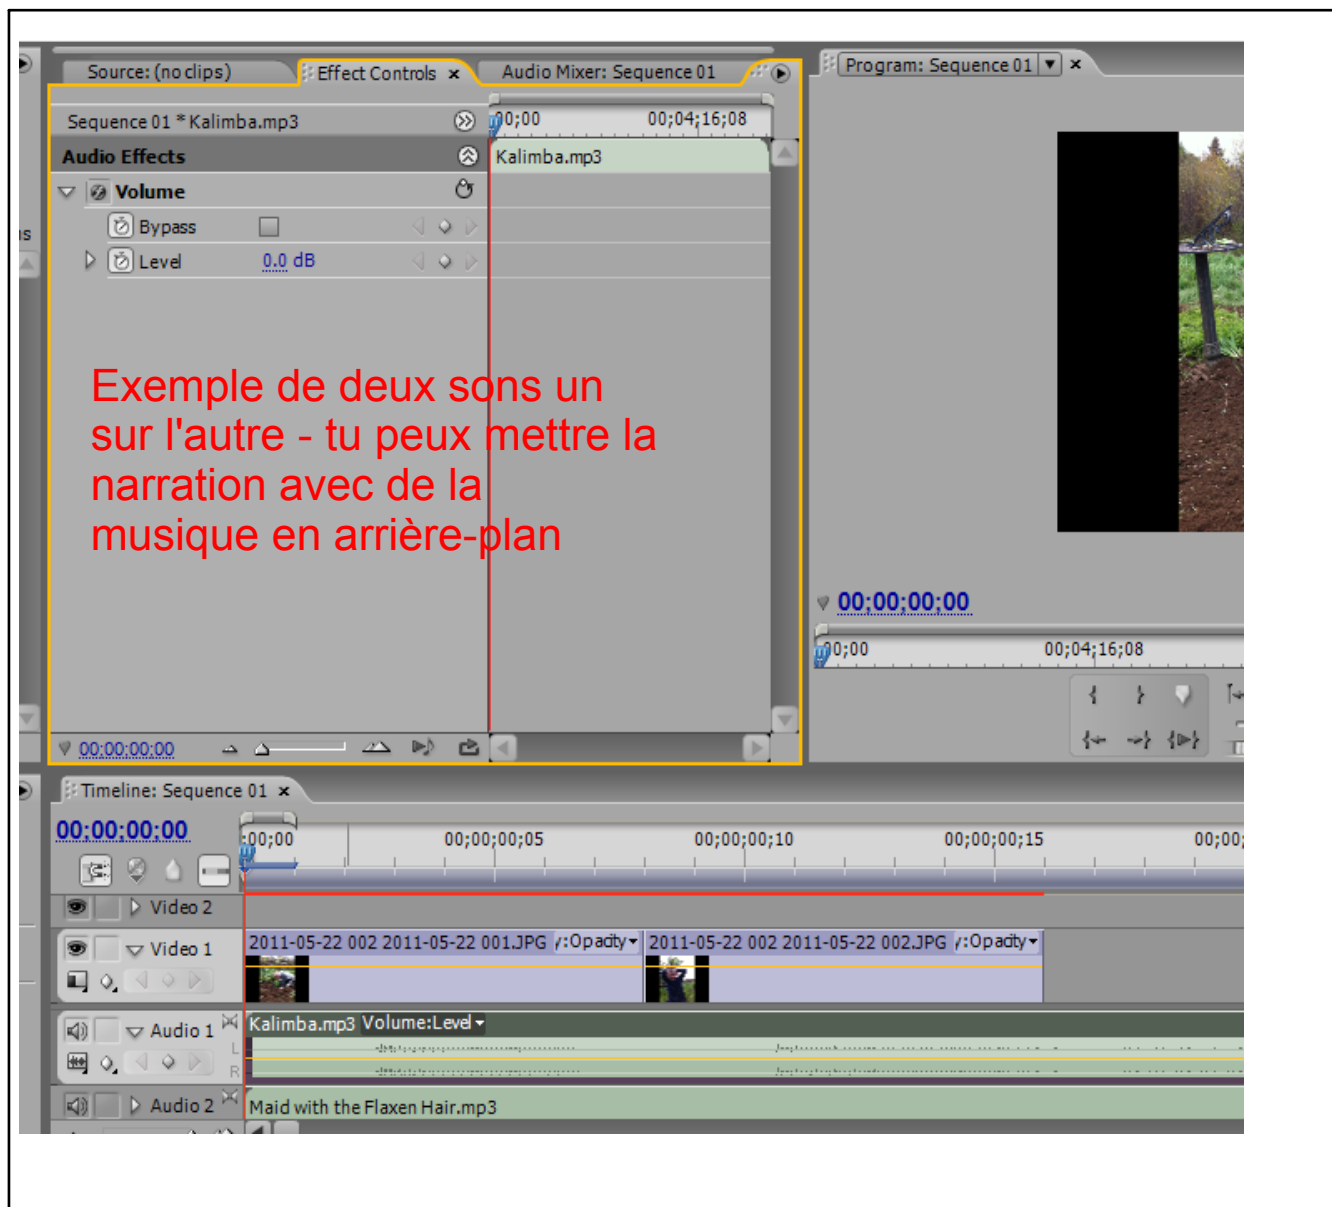 Source: (no clips)
Effect Controls
Audio Mixer: Sequence 01
Program: Sequence 01
Sequence 01 * Kalimba.mp3
00;00
00;04;16;08
Audio Effects
Kalimba.mp3
Volume
Bypass
Level
0.0 dB
Exemple de deux sons un
sur l'autre - tu peux mettre la
narration avec de la
musique en arrière-plan
00;00;00;00
00;00
00;04;16;08
00;00;00;00
Timeline: Sequence 01
00;00;00;00
:00;00
00;00;00;05
00;00;00;10
00;00;00;15
00;00;
Video 2
Video 1
2011-05-22 002 2011-05-22 001.JPG y:Opacity
2011-05-22 002 2011-05-22 002.JPG y:Opacity
Audio 1
Kalimba.mp3 Volume:Level
L
R
Audio 2
Maid with the Flaxen Hair.mp3